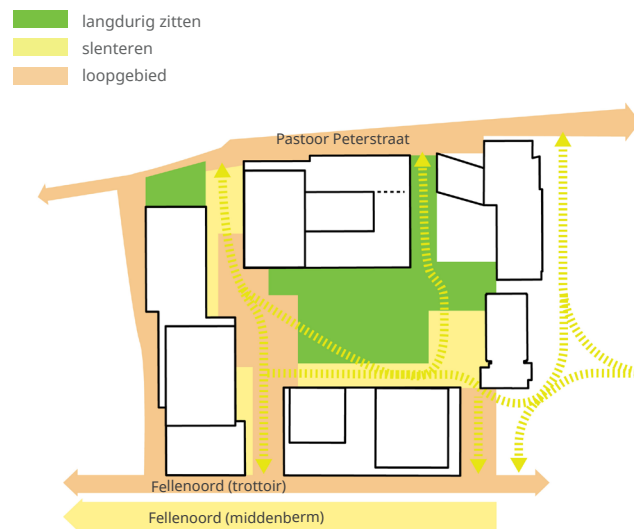 langdurig zitten
slenteren
loopgebied
Pastoor Peterstraat
Fellenoord (trottoir)
Fellenoord (middenberm)